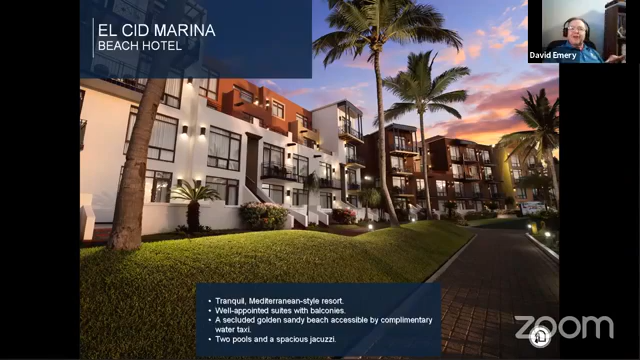 EL CID MARINA
BEACH HOTEL
David Emery
• Tranquil, Mediterranean-style resort.
• Well-appointed suites with balconies.
• A secluded golden sandy beach accessible by complimentary
water taxi.
• Two pools and a spacious jacuzzi.
zoom